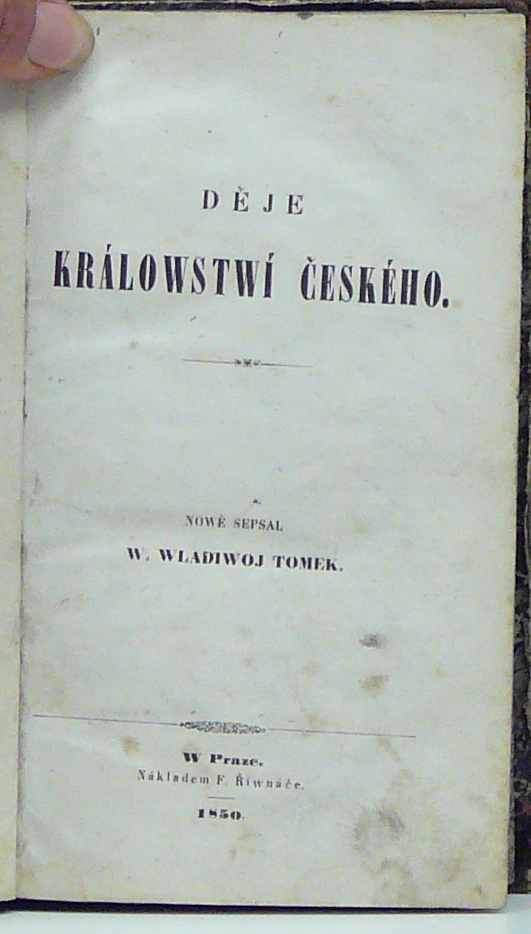 DĚJE
KRÁLOWSTWÍ ČESKÉHO.
NOWĚ SEPSAL
W. WLADIWOJ TOMEK.
W Praze.
Nákladem F. Řiwnáče.
1850.